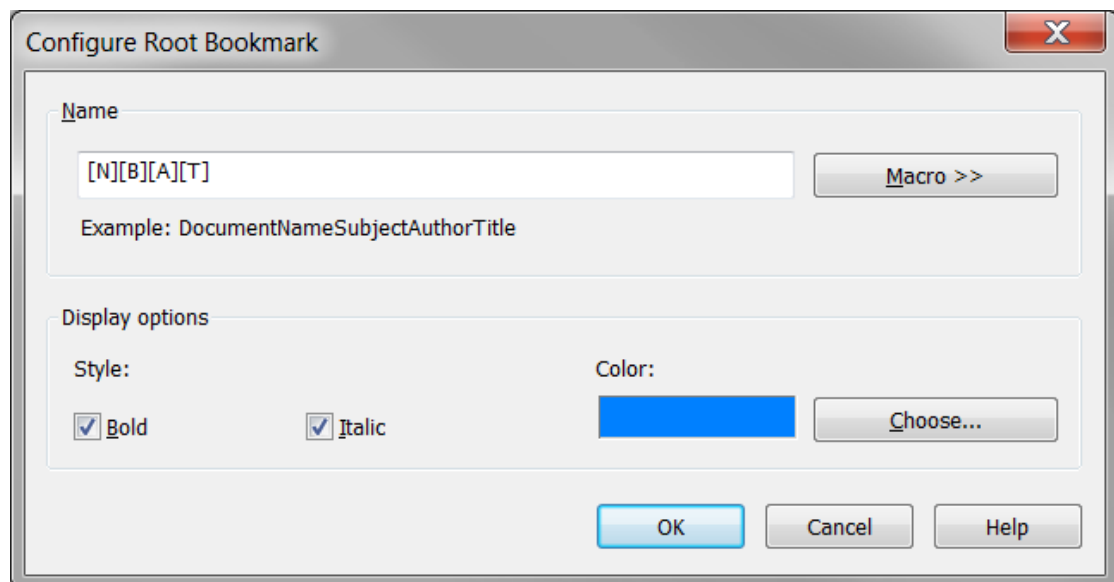 Configure Root Bookmark
Name
[N][B][A][T]
Macro >>
Example: DocumentNameSubjectAuthorTitle
Display options
Style:
Color:
Bold
Italic
Choose...
OK
Cancel
Help